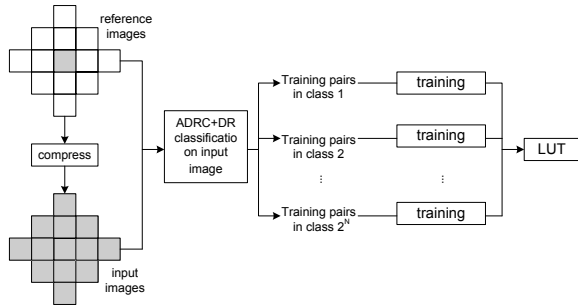 reference
images
compress
input
images
ADRC+DR
classificatio
on input
image
Training pairs
in class 1
training
Training pairs
in class 2
training
...
...
Training pairs
in class 2^N
training
LUT